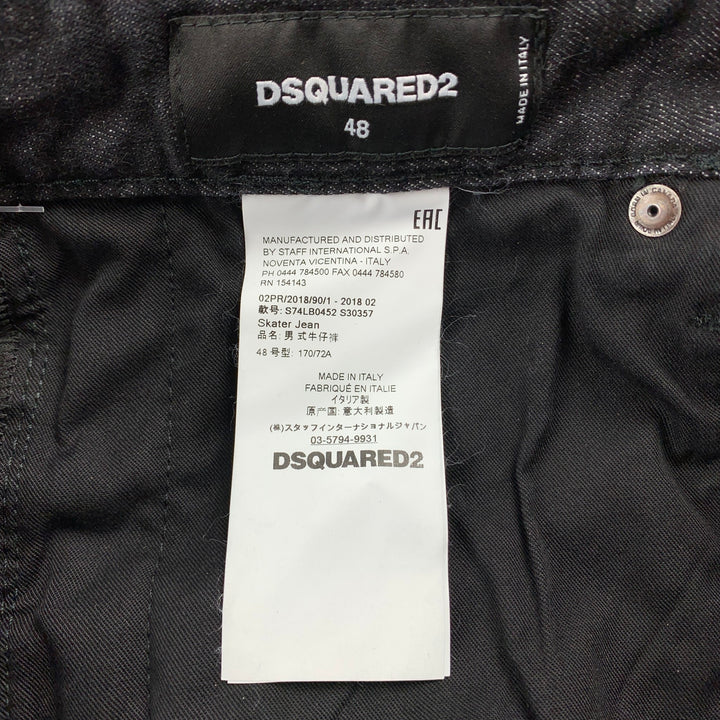 DSQUARED2
48
MADE IN ITALY
EAC
MANUFACTURED AND DISTRIBUTED
BY STAFF INTERNATIONAL S.P.A.
NOVENTA VICENTINA - ITALY
PH 0444 784500 FAX 0444 784580
RN 154143
02PR/2018/90/1 - 2018 02
款号: S74LB0452 S30357
Skater Jean
品名: 男式牛仔裤
48 号型: 170/72A
MADE IN ITALY
FABRIQUÉ EN ITALIE
イタリア製
原产国: 意大利製造
(株)スタッフインターナショナルジャパン
03-5794-9931
DSQUARED2
BORN IN CANADA